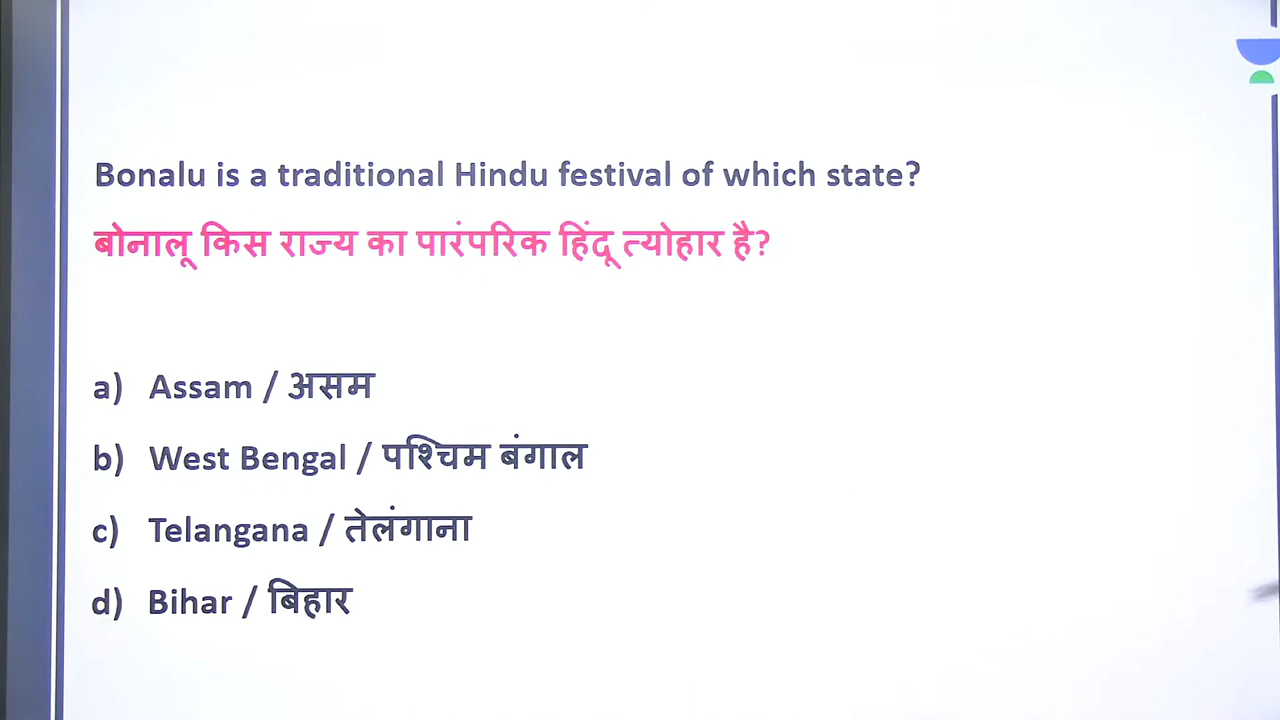 Bonalu is a traditional Hindu festival of which state?
बोनालू किस राज्य का पारंपरिक हिंदू त्योहार है?
a) Assam / असम
b) West Bengal / पश्चिम बंगाल
c) Telangana / तेलंगाना
d) Bihar / बिहार